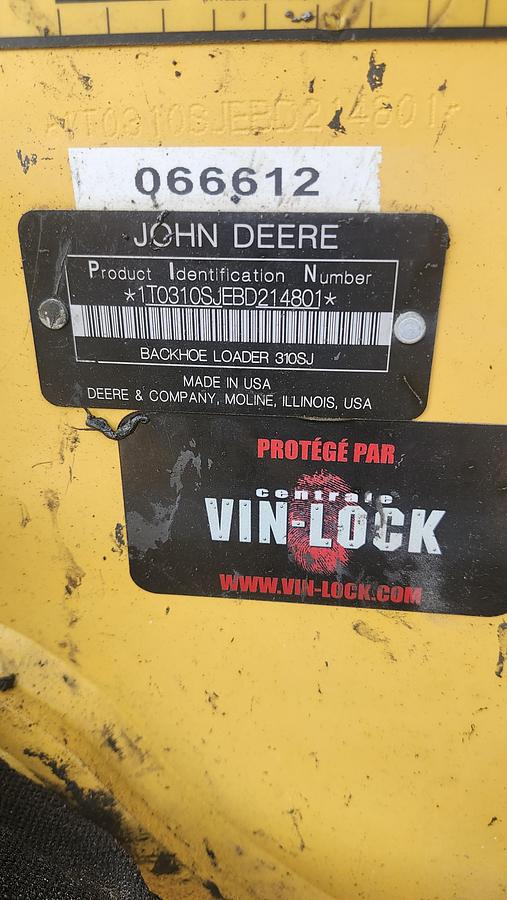 *1T0310SJEBD214801*
066612
JOHN DEERE
Product Identification Number
*1T0310SJEBD214801*
BACKHOE LOADER 310SJ
MADE IN USA
DEERE & COMPANY, MOLINE, ILLINOIS, USA
PROTÉGÉ PAR
centrale
VIN-LOCK
WWW.VIN-LOCK.COM